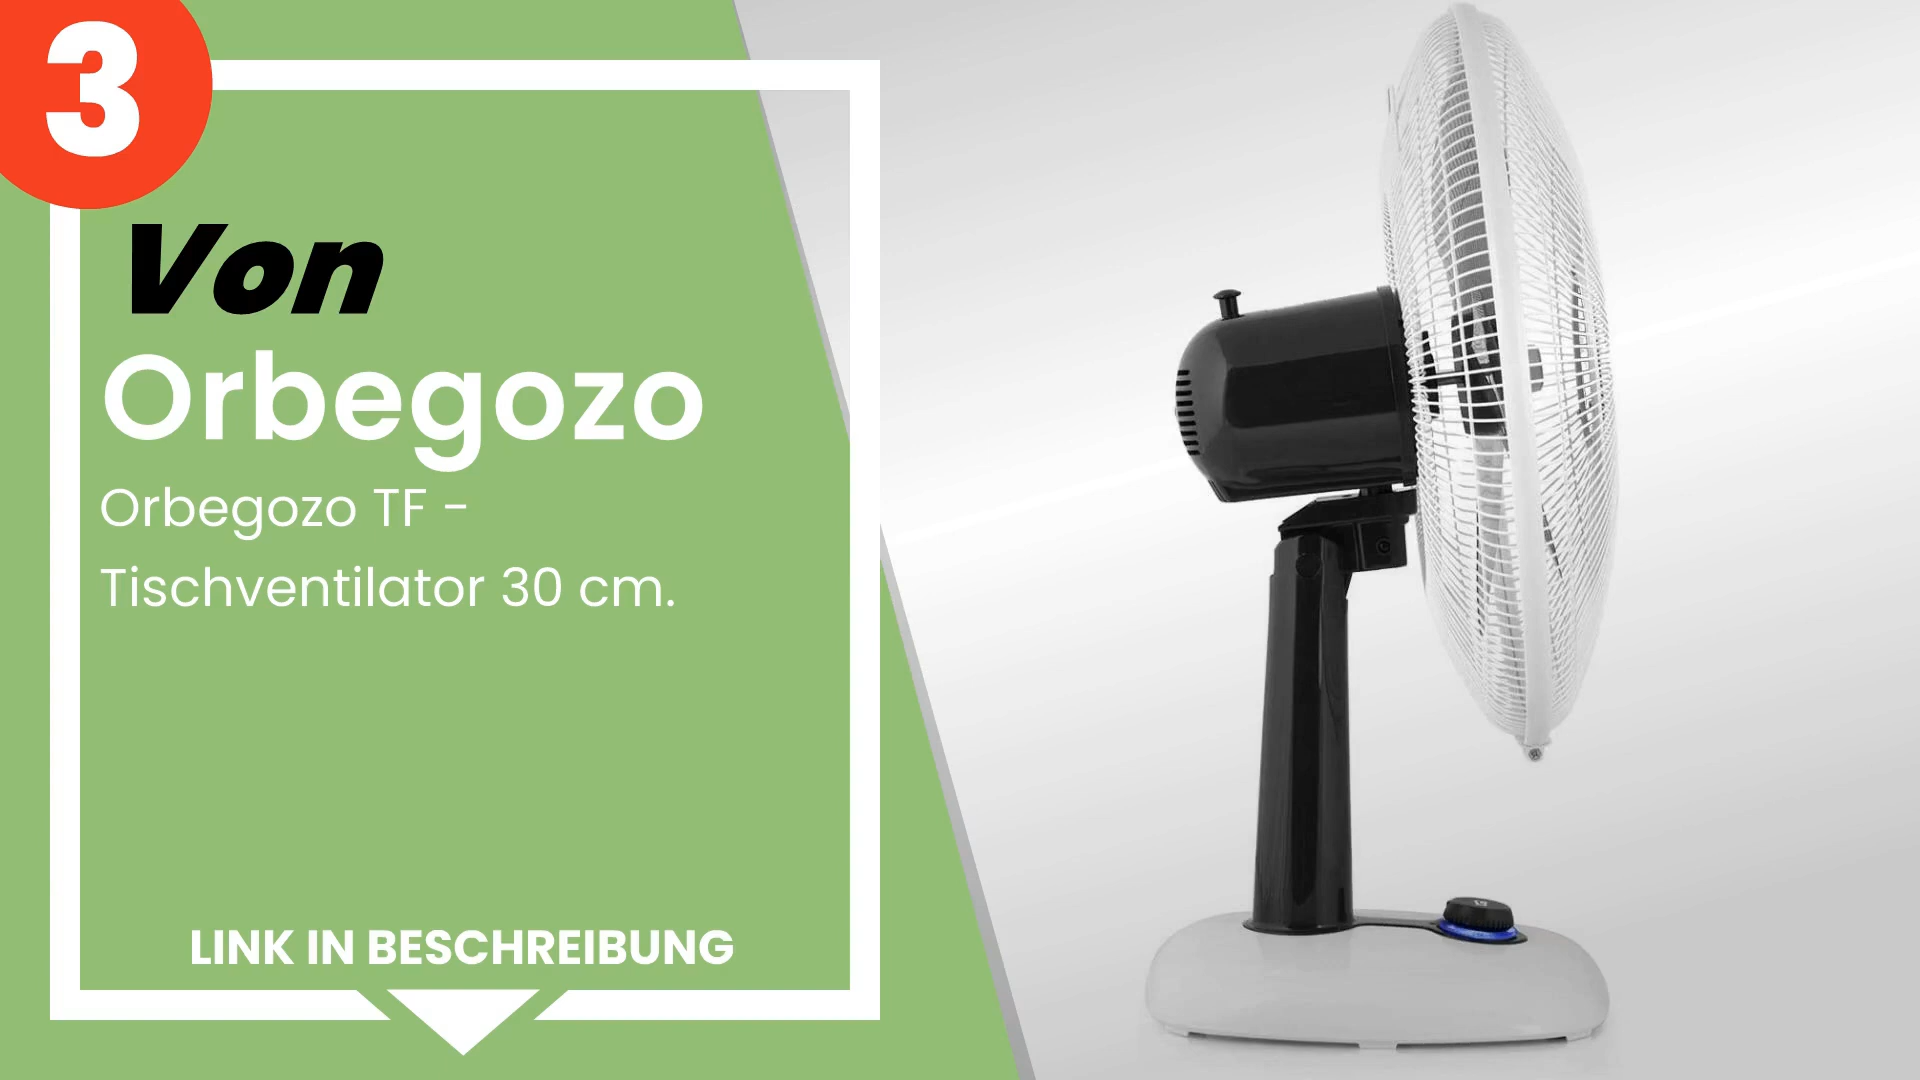 3
Von
Orbegozo
Orbegozo TF -
Tischventilator 30 cm.
LINK IN BESCHREIBUNG